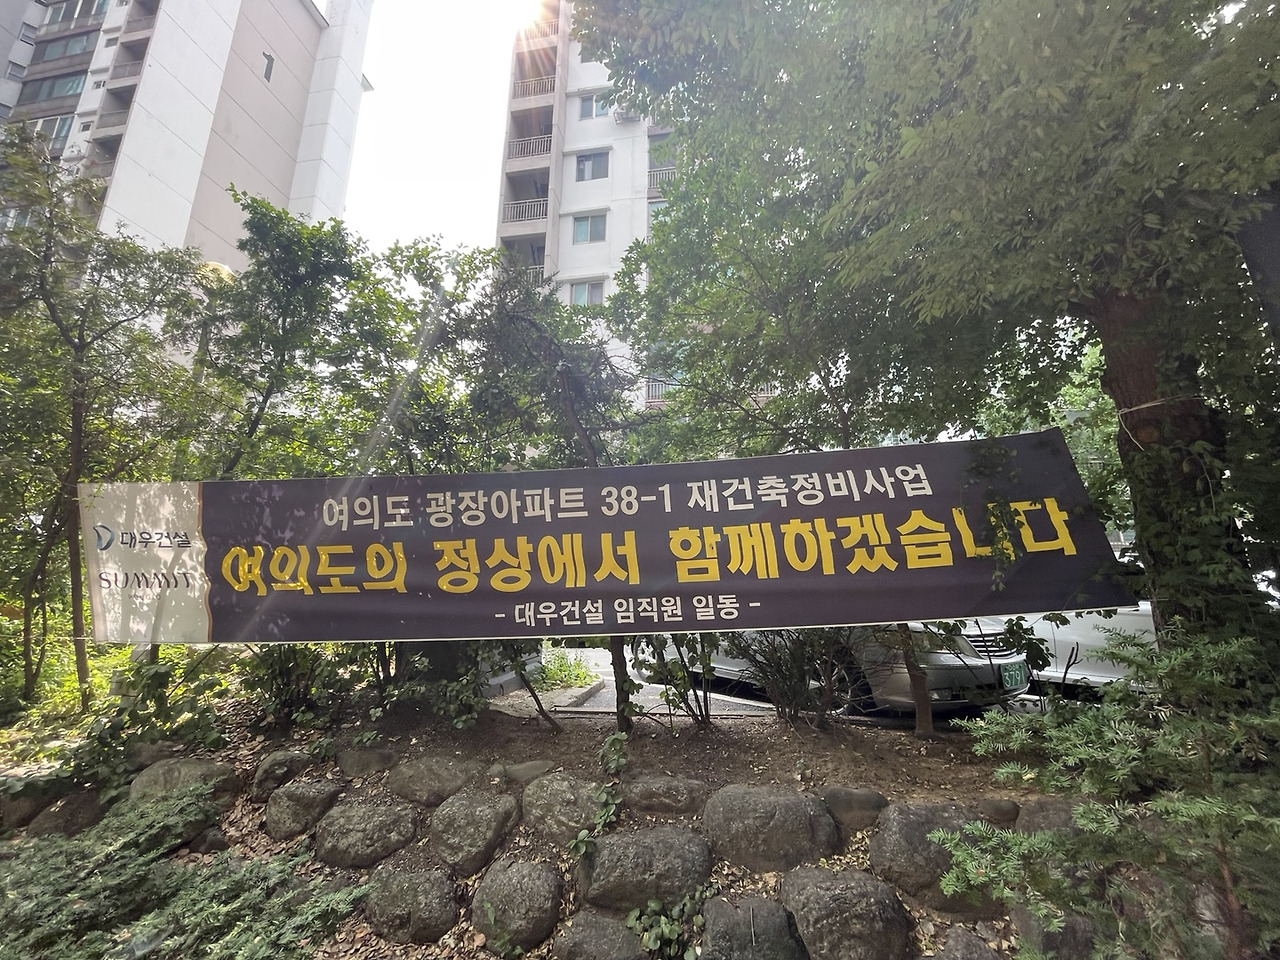 1
여의도 광장아파트 38-1 재건축정비사업
대우건설
SUMMIT
여의도의 정상에서 함께하겠습니다
- 대우건설 임직원 일동 -
3791